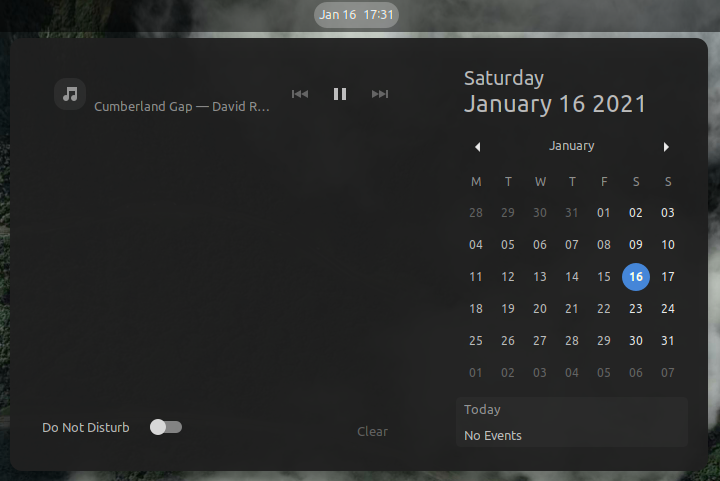 Jan 16 17:31
Cumberland Gap — David R…
Saturday
January 16 2021
January
M T W T F S S
28 29 30 31 01 02 03
04 05 06 07 08 09 10
11 12 13 14 15 16 17
18 19 20 21 22 23 24
25 26 27 28 29 30 31
01 02 03 04 05 06 07
Today
No Events
Do Not Disturb
Clear